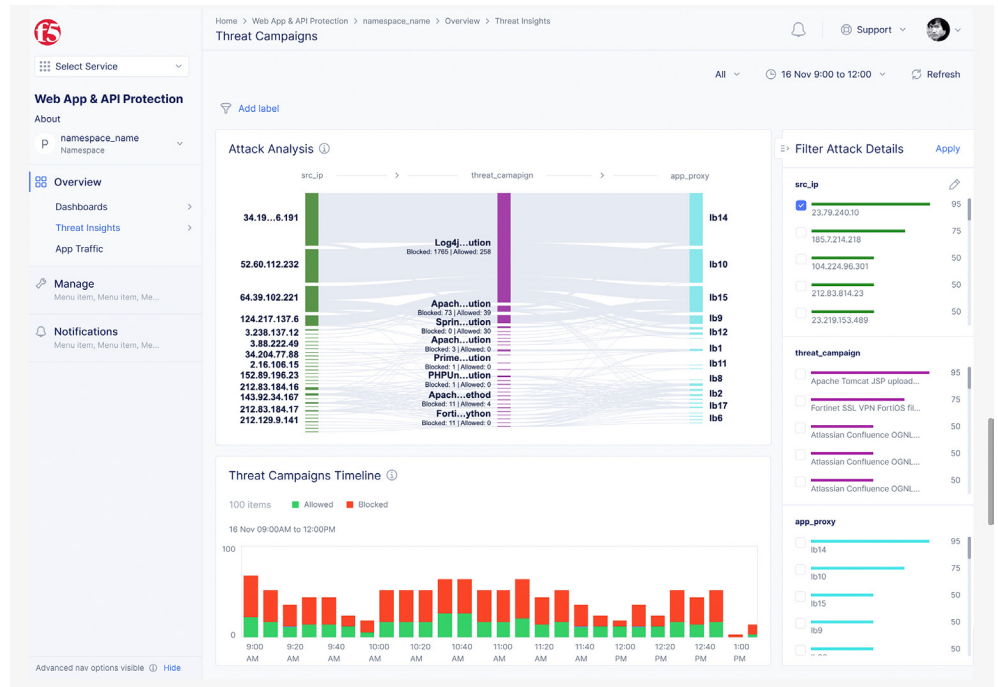 f5
Home > Web App & API Protection > namespace_name > Overview > Threat Insights
Threat Campaigns
Support
Select Service
All
16 Nov 9:00 to 12:00
Refresh
Web App & API Protection
About
P
namespace_name
Namespace
Add label
Overview
Dashboards
Threat Insights
App Traffic
Manage
Menu item, Menu item, Me...
Notifications
Menu item, Menu item, Me...
Advanced nav options visible
Hide
Attack Analysis
src_ip > threat_camapign > app_proxy
34.19...6.191
52.60.112.232
64.39.102.221
124.217.137.6
3.238.137.12
3.88.222.49
34.204.77.88
2.16.106.15
152.89.196.23
212.83.184.16
143.92.34.167
212.83.184.17
212.129.9.141
Log4j...ution
Blocked: 1765 | Allowed: 258
Apach...ution
Blocked: 73 | Allowed: 39
Sprin...ution
Blocked: 0 | Allowed: 30
Apach...ution
Blocked: 3 | Allowed: 0
Prime...ution
Blocked: 1 | Allowed: 0
PHPUn...ution
Blocked: 1 | Allowed: 0
Apach...ethod
Blocked: 11 | Allowed: 4
Forti...ython
Blocked: 11 | Allowed: 0
lb14
lb10
lb15
lb9
lb12
lb1
lb11
lb8
lb2
lb17
lb6
Threat Campaigns Timeline
100 items
Allowed
Blocked
16 Nov 09:00AM to 12:00PM
100
0
9:00 AM
9:20 AM
9:40 AM
10:00 AM
10:20 AM
10:40 AM
11:00 AM
11:20 AM
11:40 AM
12:00 PM
12:20 PM
12:40 PM
1:00 PM
Filter Attack Details
Apply
src_ip
95
23.79.240.10
75
185.7.214.218
50
104.224.96.301
50
212.83.814.23
50
23.219.153.489
threat_campaign
95
Apache Tomcat JSP upload...
75
Fortinet SSL VPN FortiOS fil...
50
Atlassian Confluence OGNL...
50
Atlassian Confluence OGNL...
50
Atlassian Confluence OGNL...
app_proxy
95
lb14
75
lb10
50
lb15
50
lb9
50